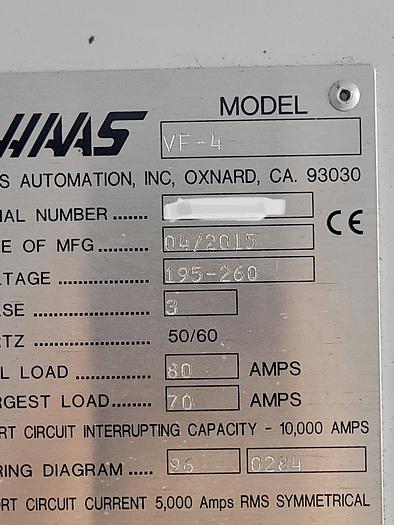 HAAS
MODEL
VF-4
S AUTOMATION, INC, OXNARD, CA. 93030
IAL NUMBER ........
CE
E OF MFG .......... 04/2015
LTAGE ............. 195-260
SE ............ 3
RTZ ............. 50/60
L LOAD ............ 80 AMPS
RGEST LOAD........ 70 AMPS
RT CIRCUIT INTERRUPTING CAPACITY - 10,000 AMPS
RING DIAGRAM ..... 96 0284
ORT CIRCUIT CURRENT 5,000 Amps RMS SYMMETRICAL